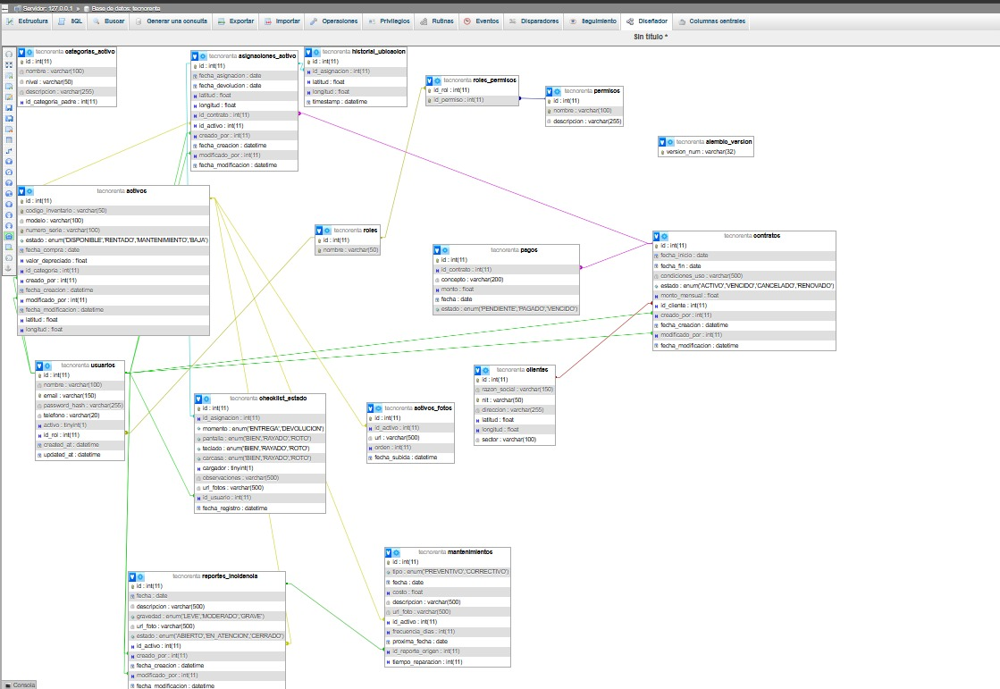 Servidor: 127.0.0.1 » Base de datos: tecnorenta
Estructura SQL Buscar Generar una consulta Exportar Importar Operaciones Privilegios Rutinas Eventos Disparadores Seguimiento Diseñador Columnas centrales
Sin título *
tecnorenta categorias_activo
id : int(11)
nombre : varchar(100)
nivel : varchar(50)
descripcion : varchar(255)
id_categoria_padre : int(11)
tecnorenta asignaciones_activo
id : int(11)
fecha_asignacion : date
fecha_devolucion : date
latitud : float
longitud : float
id_contrato : int(11)
id_activo : int(11)
creado_por : int(11)
fecha_creacion : datetime
modificado_por : int(11)
fecha_modificacion : datetime
tecnorenta historial_ubicacion
id : int(11)
id_asignacion : int(11)
latitud : float
longitud : float
timestamp : datetime
tecnorenta roles_permisos
id_rol : int(11)
id_permiso : int(11)
tecnorenta permisos
id : int(11)
nombre : varchar(100)
descripcion : varchar(255)
tecnorenta alembic_version
version_num : varchar(32)
tecnorenta activos
id : int(11)
codigo_inventario : varchar(50)
modelo : varchar(100)
numero_serie : varchar(100)
estado : enum('DISPONIBLE','RENTADO','MANTENIMIENTO','BAJA')
fecha_compra : date
valor_depreciado : float
id_categoria : int(11)
creado_por : int(11)
fecha_creacion : datetime
modificado_por : int(11)
fecha_modificacion : datetime
latitud : float
longitud : float
tecnorenta roles
id : int(11)
nombre : varchar(50)
tecnorenta pagos
id : int(11)
id_contrato : int(11)
concepto : varchar(200)
monto : float
fecha : date
estado : enum('PENDIENTE','PAGADO','VENCIDO')
tecnorenta contratos
id : int(11)
fecha_inicio : date
fecha_fin : date
condiciones_uso : varchar(500)
estado : enum('ACTIVO','VENCIDO','CANCELADO','RENOVADO')
monto_mensual : float
id_cliente : int(11)
creado_por : int(11)
fecha_creacion : datetime
modificado_por : int(11)
fecha_modificacion : datetime
tecnorenta usuarios
id : int(11)
nombre : varchar(100)
email : varchar(150)
password_hash : varchar(255)
telefono : varchar(20)
activo : tinyint(1)
id_rol : int(11)
created_at : datetime
updated_at : datetime
tecnorenta checklist_estado
id : int(11)
id_asignacion : int(11)
momento : enum('ENTREGA','DEVOLUCION')
pantalla : enum('BIEN','RAYADO','ROTO')
teclado : enum('BIEN','RAYADO','ROTO')
carcasa : enum('BIEN','RAYADO','ROTO')
cargador : tinyint(1)
observaciones : varchar(500)
url_fotos : varchar(500)
id_usuario : int(11)
fecha_registro : datetime
tecnorenta activos_fotos
id : int(11)
id_activo : int(11)
url : varchar(500)
orden : int(11)
fecha_subida : datetime
tecnorenta clientes
id : int(11)
razon_social : varchar(150)
nit : varchar(50)
direccion : varchar(255)
latitud : float
longitud : float
sector : varchar(100)
tecnorenta reportes_incidencia
id : int(11)
fecha : date
descripcion : varchar(500)
gravedad : enum('LEVE','MODERADO','GRAVE')
url_foto : varchar(500)
estado : enum('ABIERTO','EN_ATENCION','CERRADO')
id_activo : int(11)
creado_por : int(11)
fecha_creacion : datetime
modificado_por : int(11)
fecha_modificacion : datetime
tecnorenta mantenimientos
id : int(11)
tipo : enum('PREVENTIVO','CORRECTIVO')
fecha : date
costo : float
descripcion : varchar(500)
url_foto : varchar(500)
id_activo : int(11)
frecuencia_dias : int(11)
proxima_fecha : date
id_reporte_origen : int(11)
tiempo_reparacion : int(11)
Consola